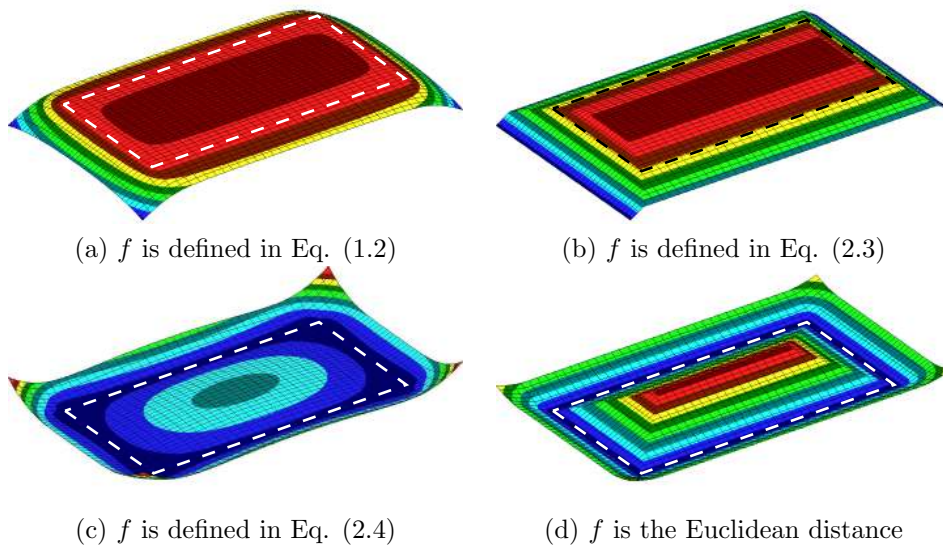 (a) f is defined in Eq. (1.2)
(b) f is defined in Eq. (2.3)
(c) f is defined in Eq. (2.4)
(d) f is the Euclidean distance